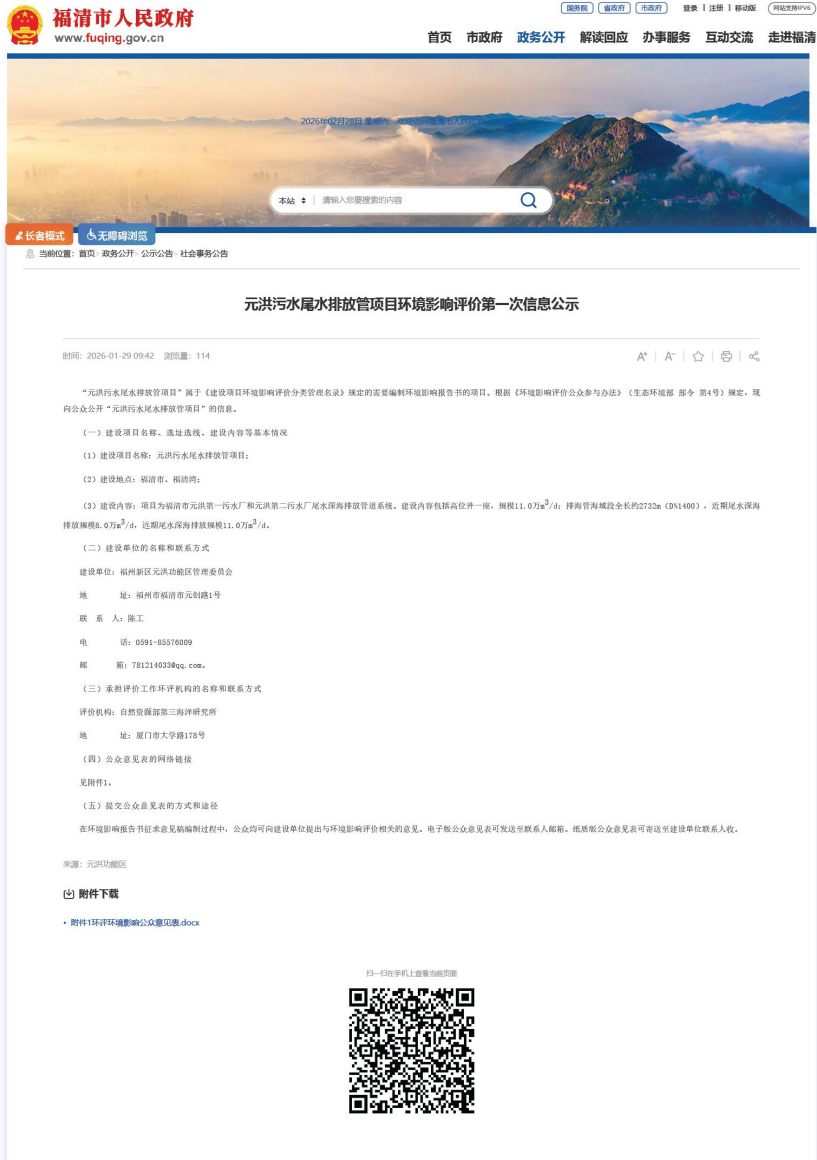 福清市人民政府
www.fuqing.gov.cn
国务院 省政府 市政府 登录 | 注册 | 移动版 网站支持IPV6
首页 市政府 政务公开 解读回应 办事服务 互动交流 走进福清
2026年02月28日 星期六
本站 请输入您要搜索的内容
长者模式 无障碍浏览
当前位置：首页 > 政务公开 > 公示公告 > 社会事务公告
元洪污水尾水排放管项目环境影响评价第一次信息公示
时间：2026-01-29 09:42 浏览量：114
A+ A-
“元洪污水尾水排放管项目”属于《建设项目环境影响评价分类管理名录》规定的需要编制环境影响报告书的项目。根据《环境影响评价公众参与办法》（生态环境部 部令 第4号）规定，现
向公众公开“元洪污水尾水排放管项目”的信息。
（一）建设项目名称、选址选线、建设内容等基本情况
（1）建设项目名称：元洪污水尾水排放管项目；
（2）建设地点：福清市、福清湾；
（3）建设内容：项目为福清市元洪第一污水厂和元洪第二污水厂尾水深海排放管道系统。建设内容包括高位井一座，规模11.0万m³/d；排海管海域段全长约2732m（DN1400），近期尾水深海
排放规模8.0万m³/d，远期尾水深海排放规模11.0万m³/d。
（二）建设单位的名称和联系方式
建设单位：福州新区元洪功能区管理委员会
地 址：福州市福清市元创路1号
联 系 人：陈工
电 话：0591-85576009
邮 箱：781214033@qq.com。
（三）承担评价工作环评机构的名称和联系方式
评价机构：自然资源部第三海洋研究所
地 址：厦门市大学路178号
（四）公众意见表的网络链接
见附件1。
（五）提交公众意见表的方式和途径
在环境影响报告书征求意见稿编制过程中，公众均可向建设单位提出与环境影响评价相关的意见。电子版公众意见表可发送至联系人邮箱。纸质版公众意见表可寄送至建设单位联系人收。
来源：元洪功能区
附件下载
• 附件1环评环境影响公众意见表.docx
扫一扫在手机上查看当前页面